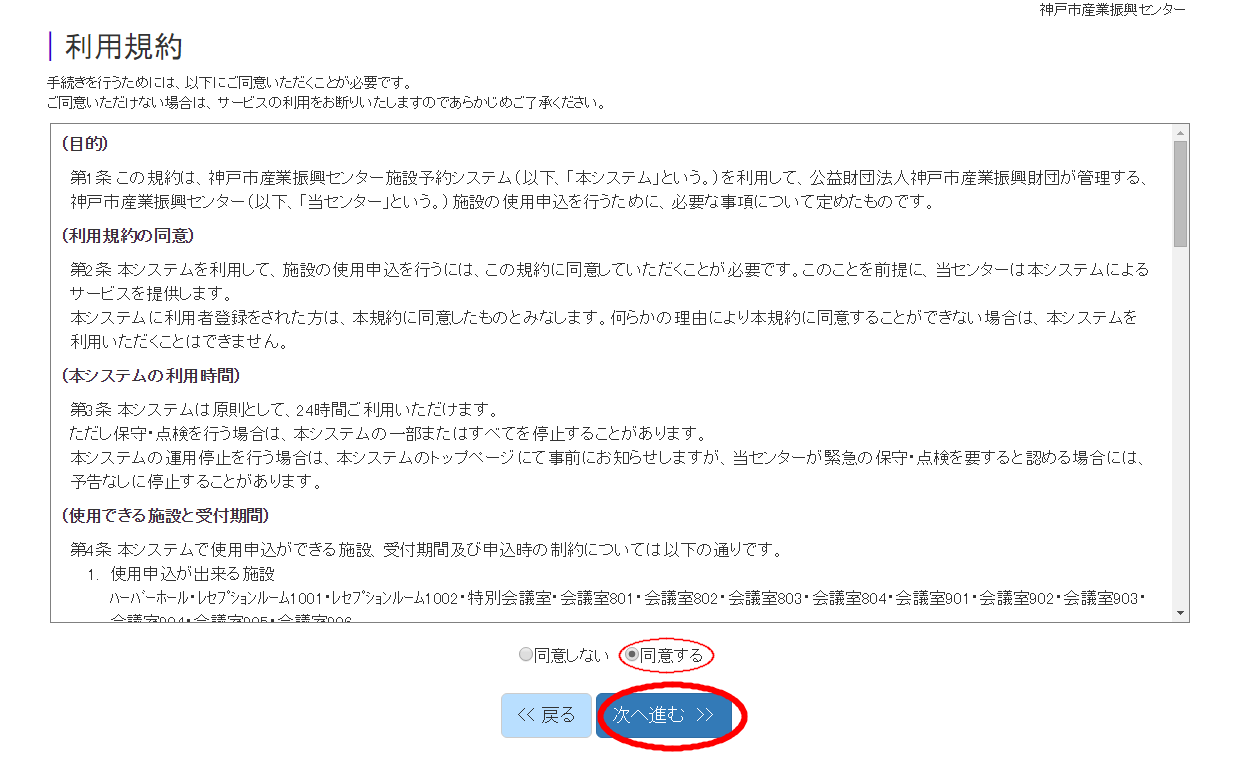 神戸市産業振興センター
利用規約
手続きを行うためには、以下にご同意いただくことが必要です。
ご同意いただけない場合は、サービスの利用をお断りいたしますのであらかじめご了承ください。
(目的)
第1条 この規約は、神戸市産業振興センター施設予約システム(以下、「本システム」という。)を利用して、公益財団法人神戸市産業振興財団が管理する、
神戸市産業振興センター(以下、「当センター」という。)施設の使用申込を行うために、必要な事項について定めたものです。
(利用規約の同意)
第2条 本システムを利用して、施設の使用申込を行うには、この規約に同意していただくことが必要です。このことを前提に、当センターは本システムによる
サービスを提供します。
本システムに利用者登録をされた方は、本規約に同意したものとみなします。何らかの理由により本規約に同意することができない場合は、本システムを
利用いただくことはできません。
(本システムの利用時間)
第3条 本システムは原則として、24時間ご利用いただけます。
ただし保守・点検を行う場合は、本システムの一部またはすべてを停止することがあります。
本システムの運用停止を行う場合は、本システムのトップページにて事前にお知らせしますが、当センターが緊急の保守・点検を要すると認める場合には、
予告なしに停止することがあります。
(使用できる施設と受付期間)
第4条 本システムで使用申込ができる施設、受付期間及び申込時の制約については以下の通りです。
1. 使用申込が出来る施設
ハーバーホール・レセプションルーム1001・レセプションルーム1002・特別会議室・会議室801・会議室802・会議室803・会議室804・会議室901・会議室902・会議室903・
会議室904・会議室905・会議室906
同意しない 同意する
<< 戻る 次へ進む >>